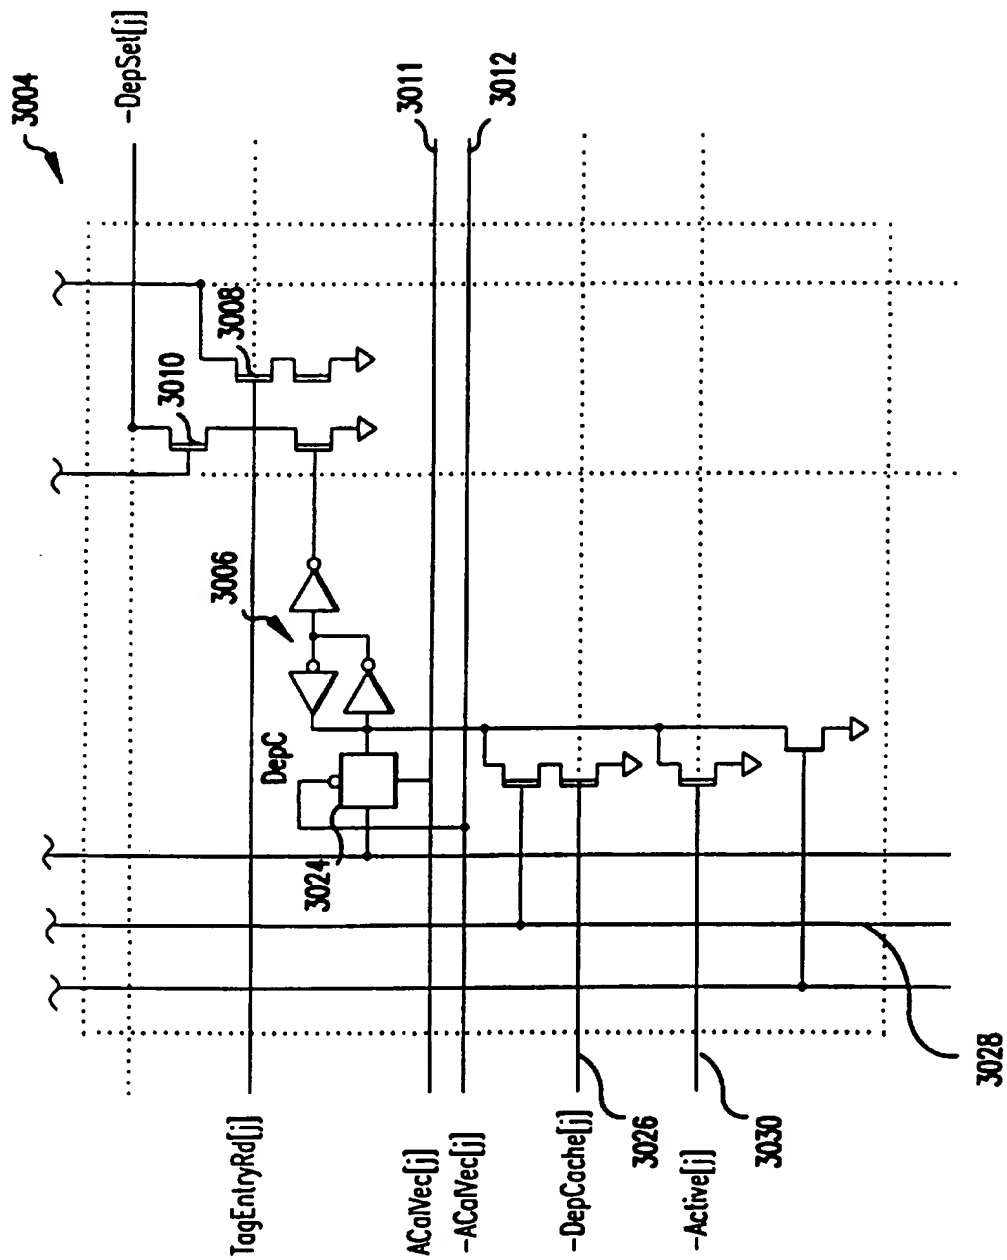 3004
-DepSet[j]
3011
3012
3008
3010
3006
DepC
3024
TagEntryRd[j]
ACalVec[j]
-ACalVec[j]
-DepCache[j]
3026
-Active[j]
3030
3028